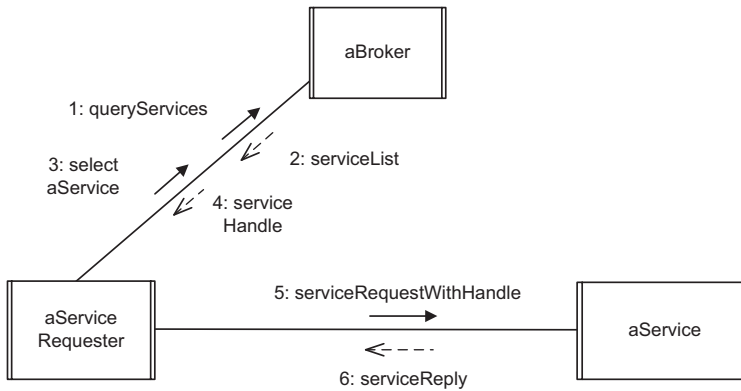 aBroker
1: queryServices
3: select
aService
2: serviceList
4: service
Handle
5: serviceRequestWithHandle
aService
Requester
aService
6: serviceReply